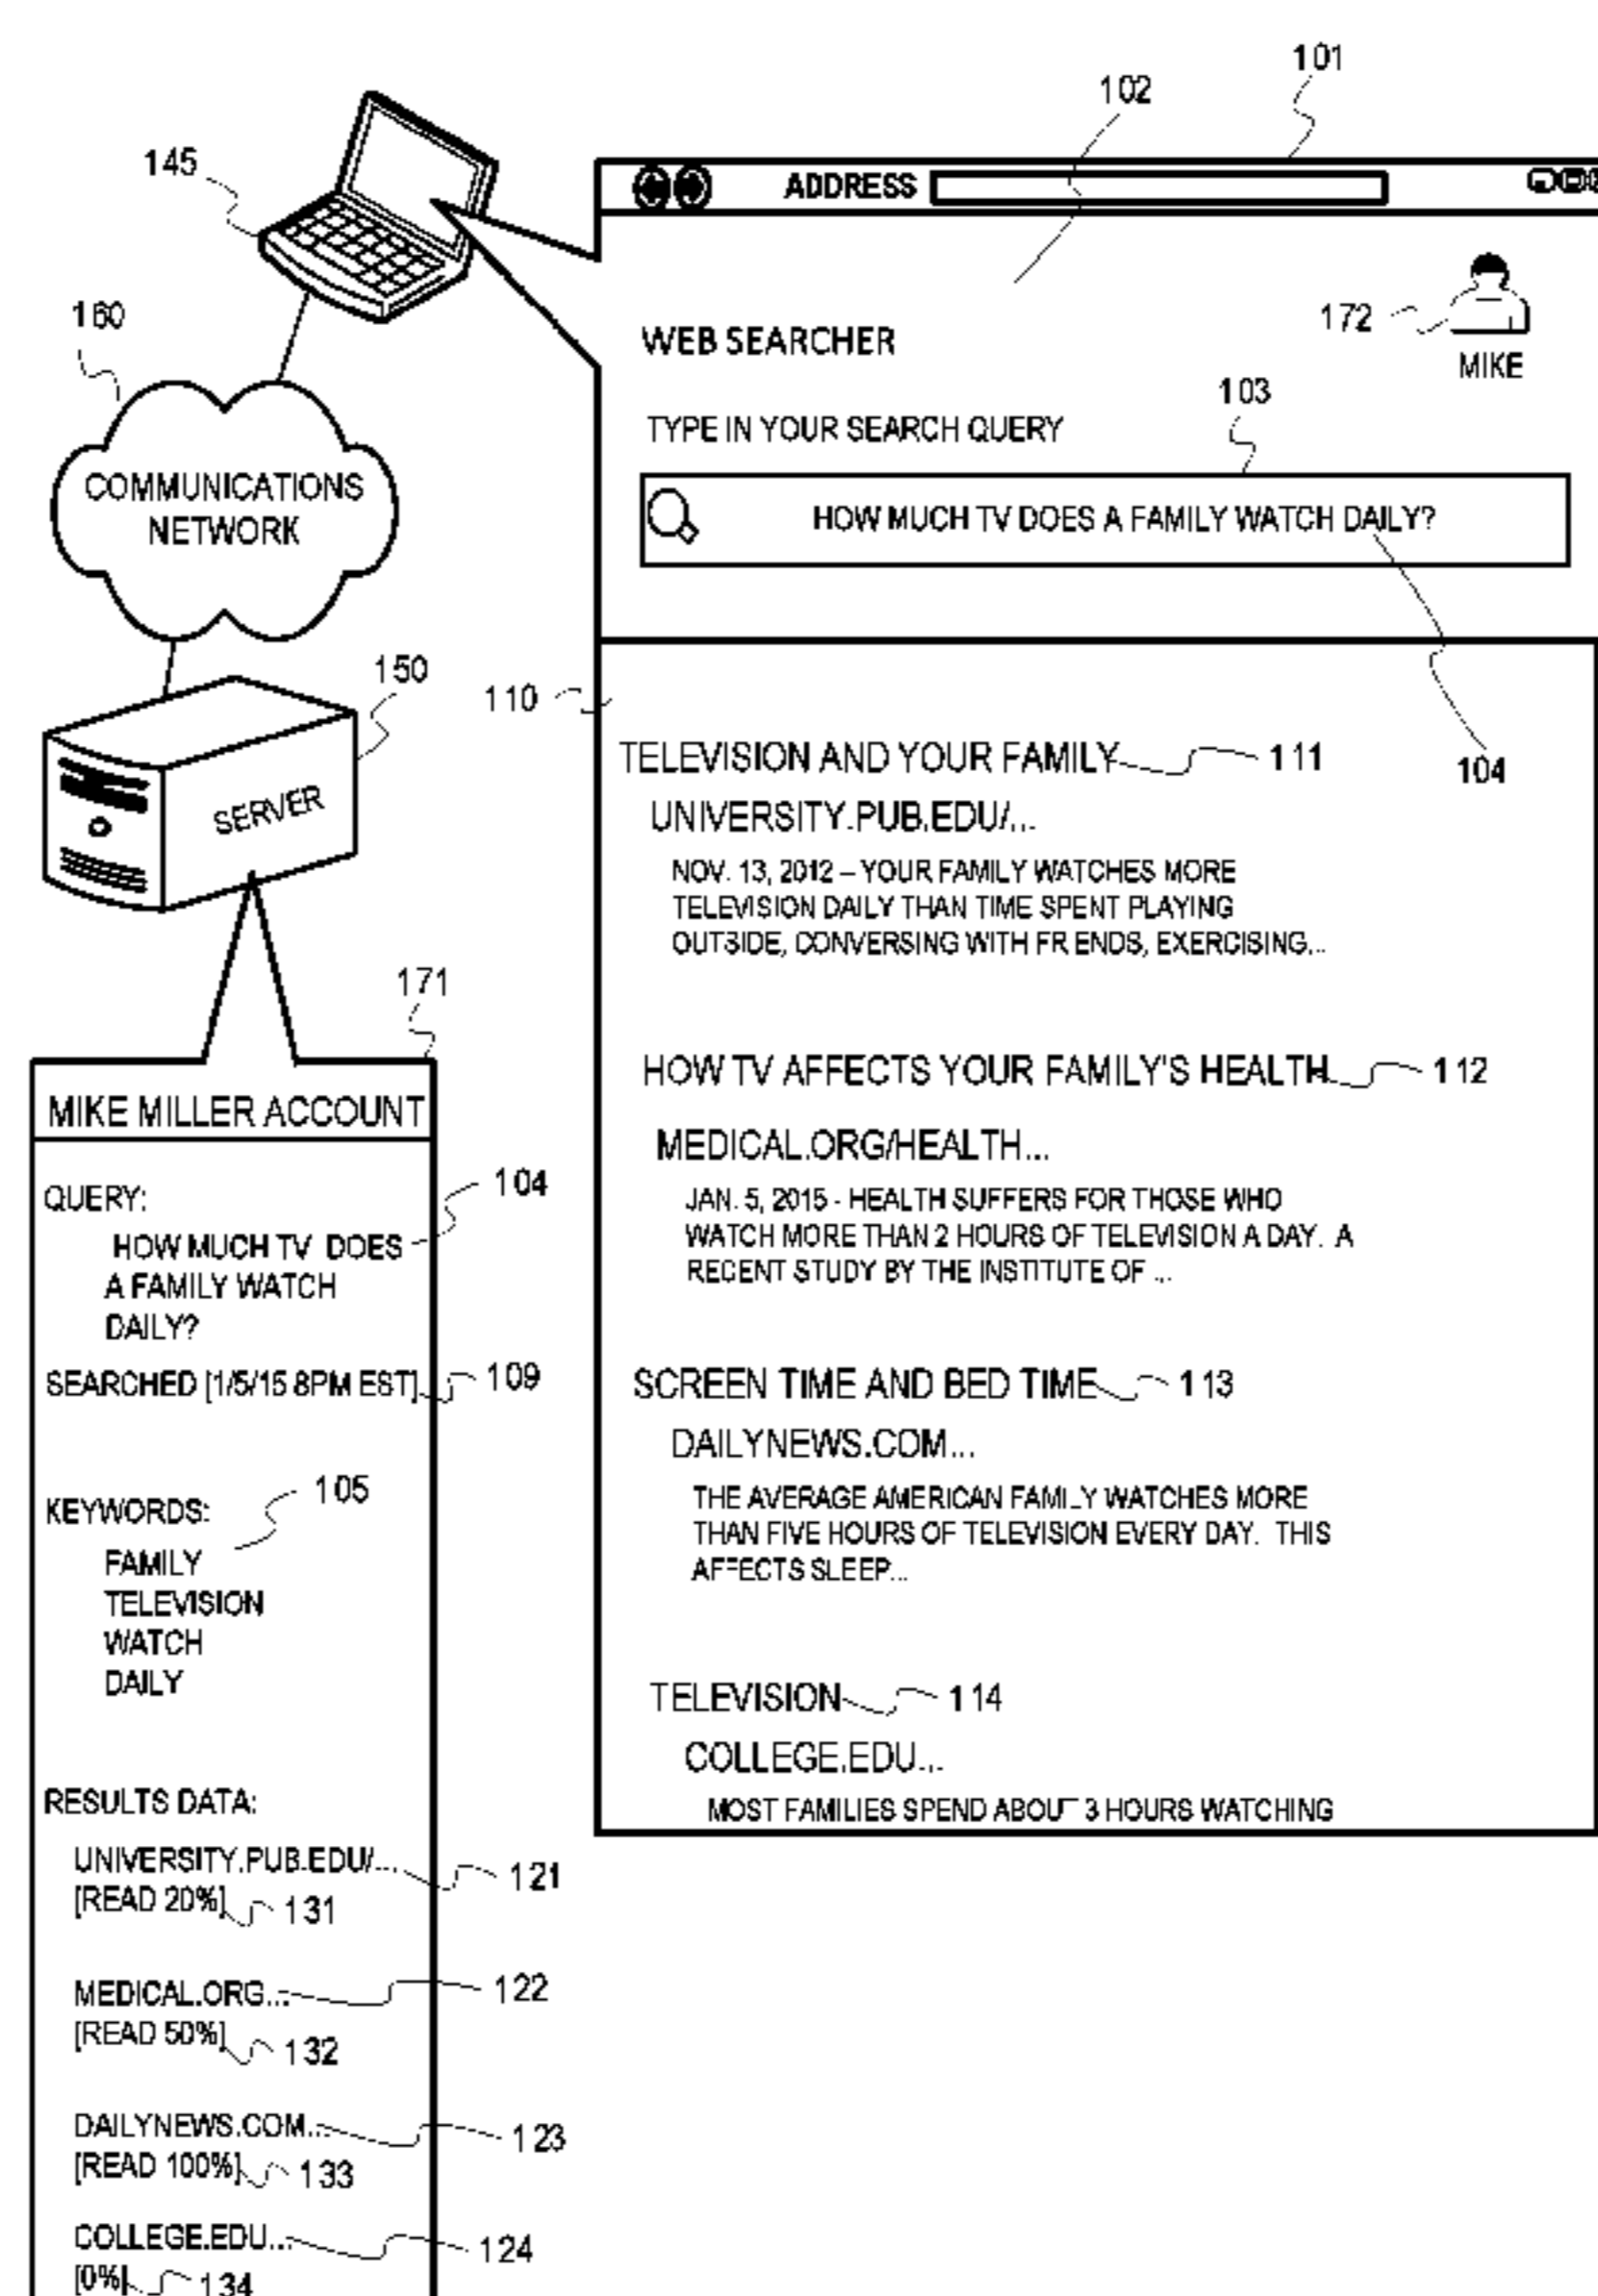 101
102
145
ADDRESS
160
172
MIKE
WEB SEARCHER
103
TYPE IN YOUR SEARCH QUERY
COMMUNICATIONS
NETWORK
HOW MUCH TV DOES A FAMILY WATCH DAILY?
150
110
SERVER
TELEVISION AND YOUR FAMILY 111
104
UNIVERSITY.PUB.EDU/...
NOV. 13, 2012 – YOUR FAMILY WATCHES MORE
TELEVISION DAILY THAN TIME SPENT PLAYING
OUTSIDE, CONVERSING WITH FR ENDS, EXERCISING...
171
HOW TV AFFECTS YOUR FAMILY'S HEALTH 112
MEDICAL.ORG/HEALTH...
JAN. 5, 2015 - HEALTH SUFFERS FOR THOSE WHO
WATCH MORE THAN 2 HOURS OF TELEVISION A DAY. A
RECENT STUDY BY THE INSTITUTE OF ...
SCREEN TIME AND BED TIME 113
DAILYNEWS.COM...
THE AVERAGE AMERICAN FAMILY WATCHES MORE
THAN FIVE HOURS OF TELEVISION EVERY DAY. THIS
AFFECTS SLEEP...
TELEVISION 114
COLLEGE.EDU...
MOST FAMILIES SPEND ABOUT 3 HOURS WATCHING
MIKE MILLER ACCOUNT
QUERY:
104
HOW MUCH TV DOES
A FAMILY WATCH
DAILY?
SEARCHED [1/5/15 8PM EST] 109
KEYWORDS: 105
FAMILY
TELEVISION
WATCH
DAILY
RESULTS DATA:
UNIVERSITY.PUB.EDU/... 121
[READ 20%] 131
MEDICAL.ORG... 122
[READ 50%] 132
DAILYNEWS.COM... 123
[READ 100%] 133
COLLEGE.EDU... 124
[0%] 134